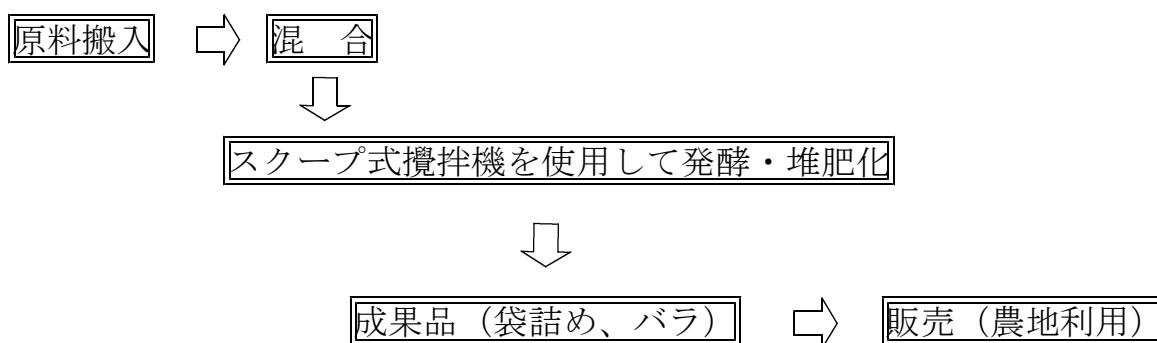 原料搬入 混　合
スクープ式攪拌機を使用して発酵・堆肥化
成果品（袋詰め、バラ） 販売（農地利用）